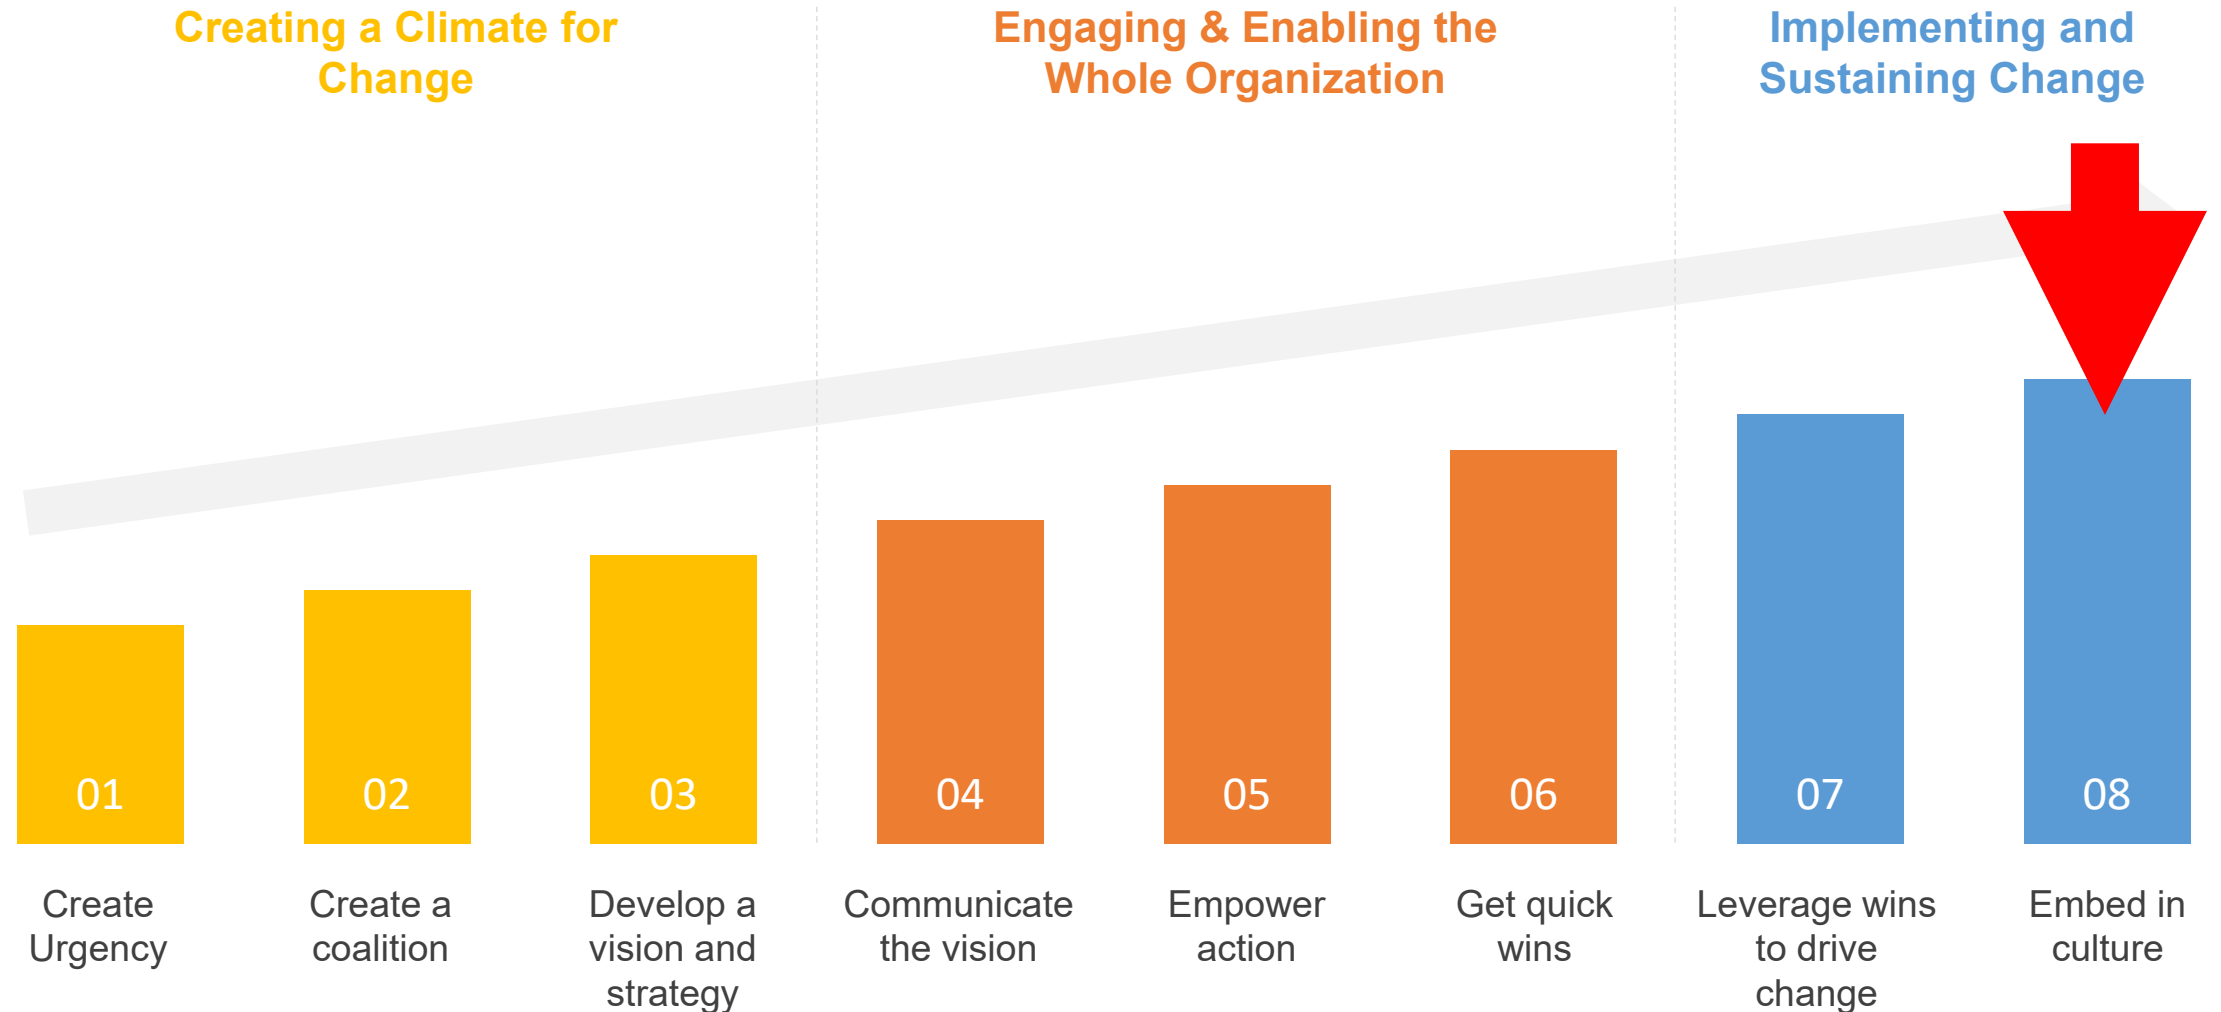 Creating a Climate for
Change
Engaging & Enabling the
Whole Organization
Implementing and
Sustaining Change
01
02
03
04
05
06
07
08
Create
Urgency
Create a
coalition
Develop a
vision and
strategy
Communicate
the vision
Empower
action
Get quick
wins
Leverage wins
to drive
change
Embed in
culture